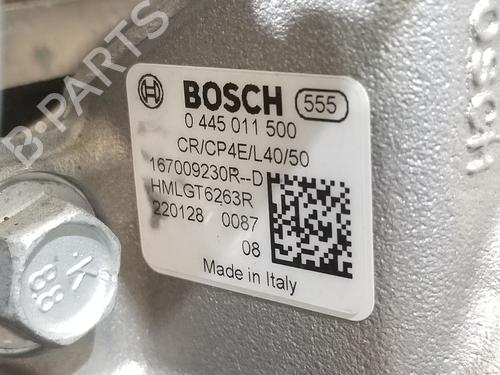 B-PARTS
BOSCH 555
0 445 011 500
CR/CP4E/L40/50
167009230R--D
HMLGT6263R
220128 0087
08
Made in Italy
K
8.8